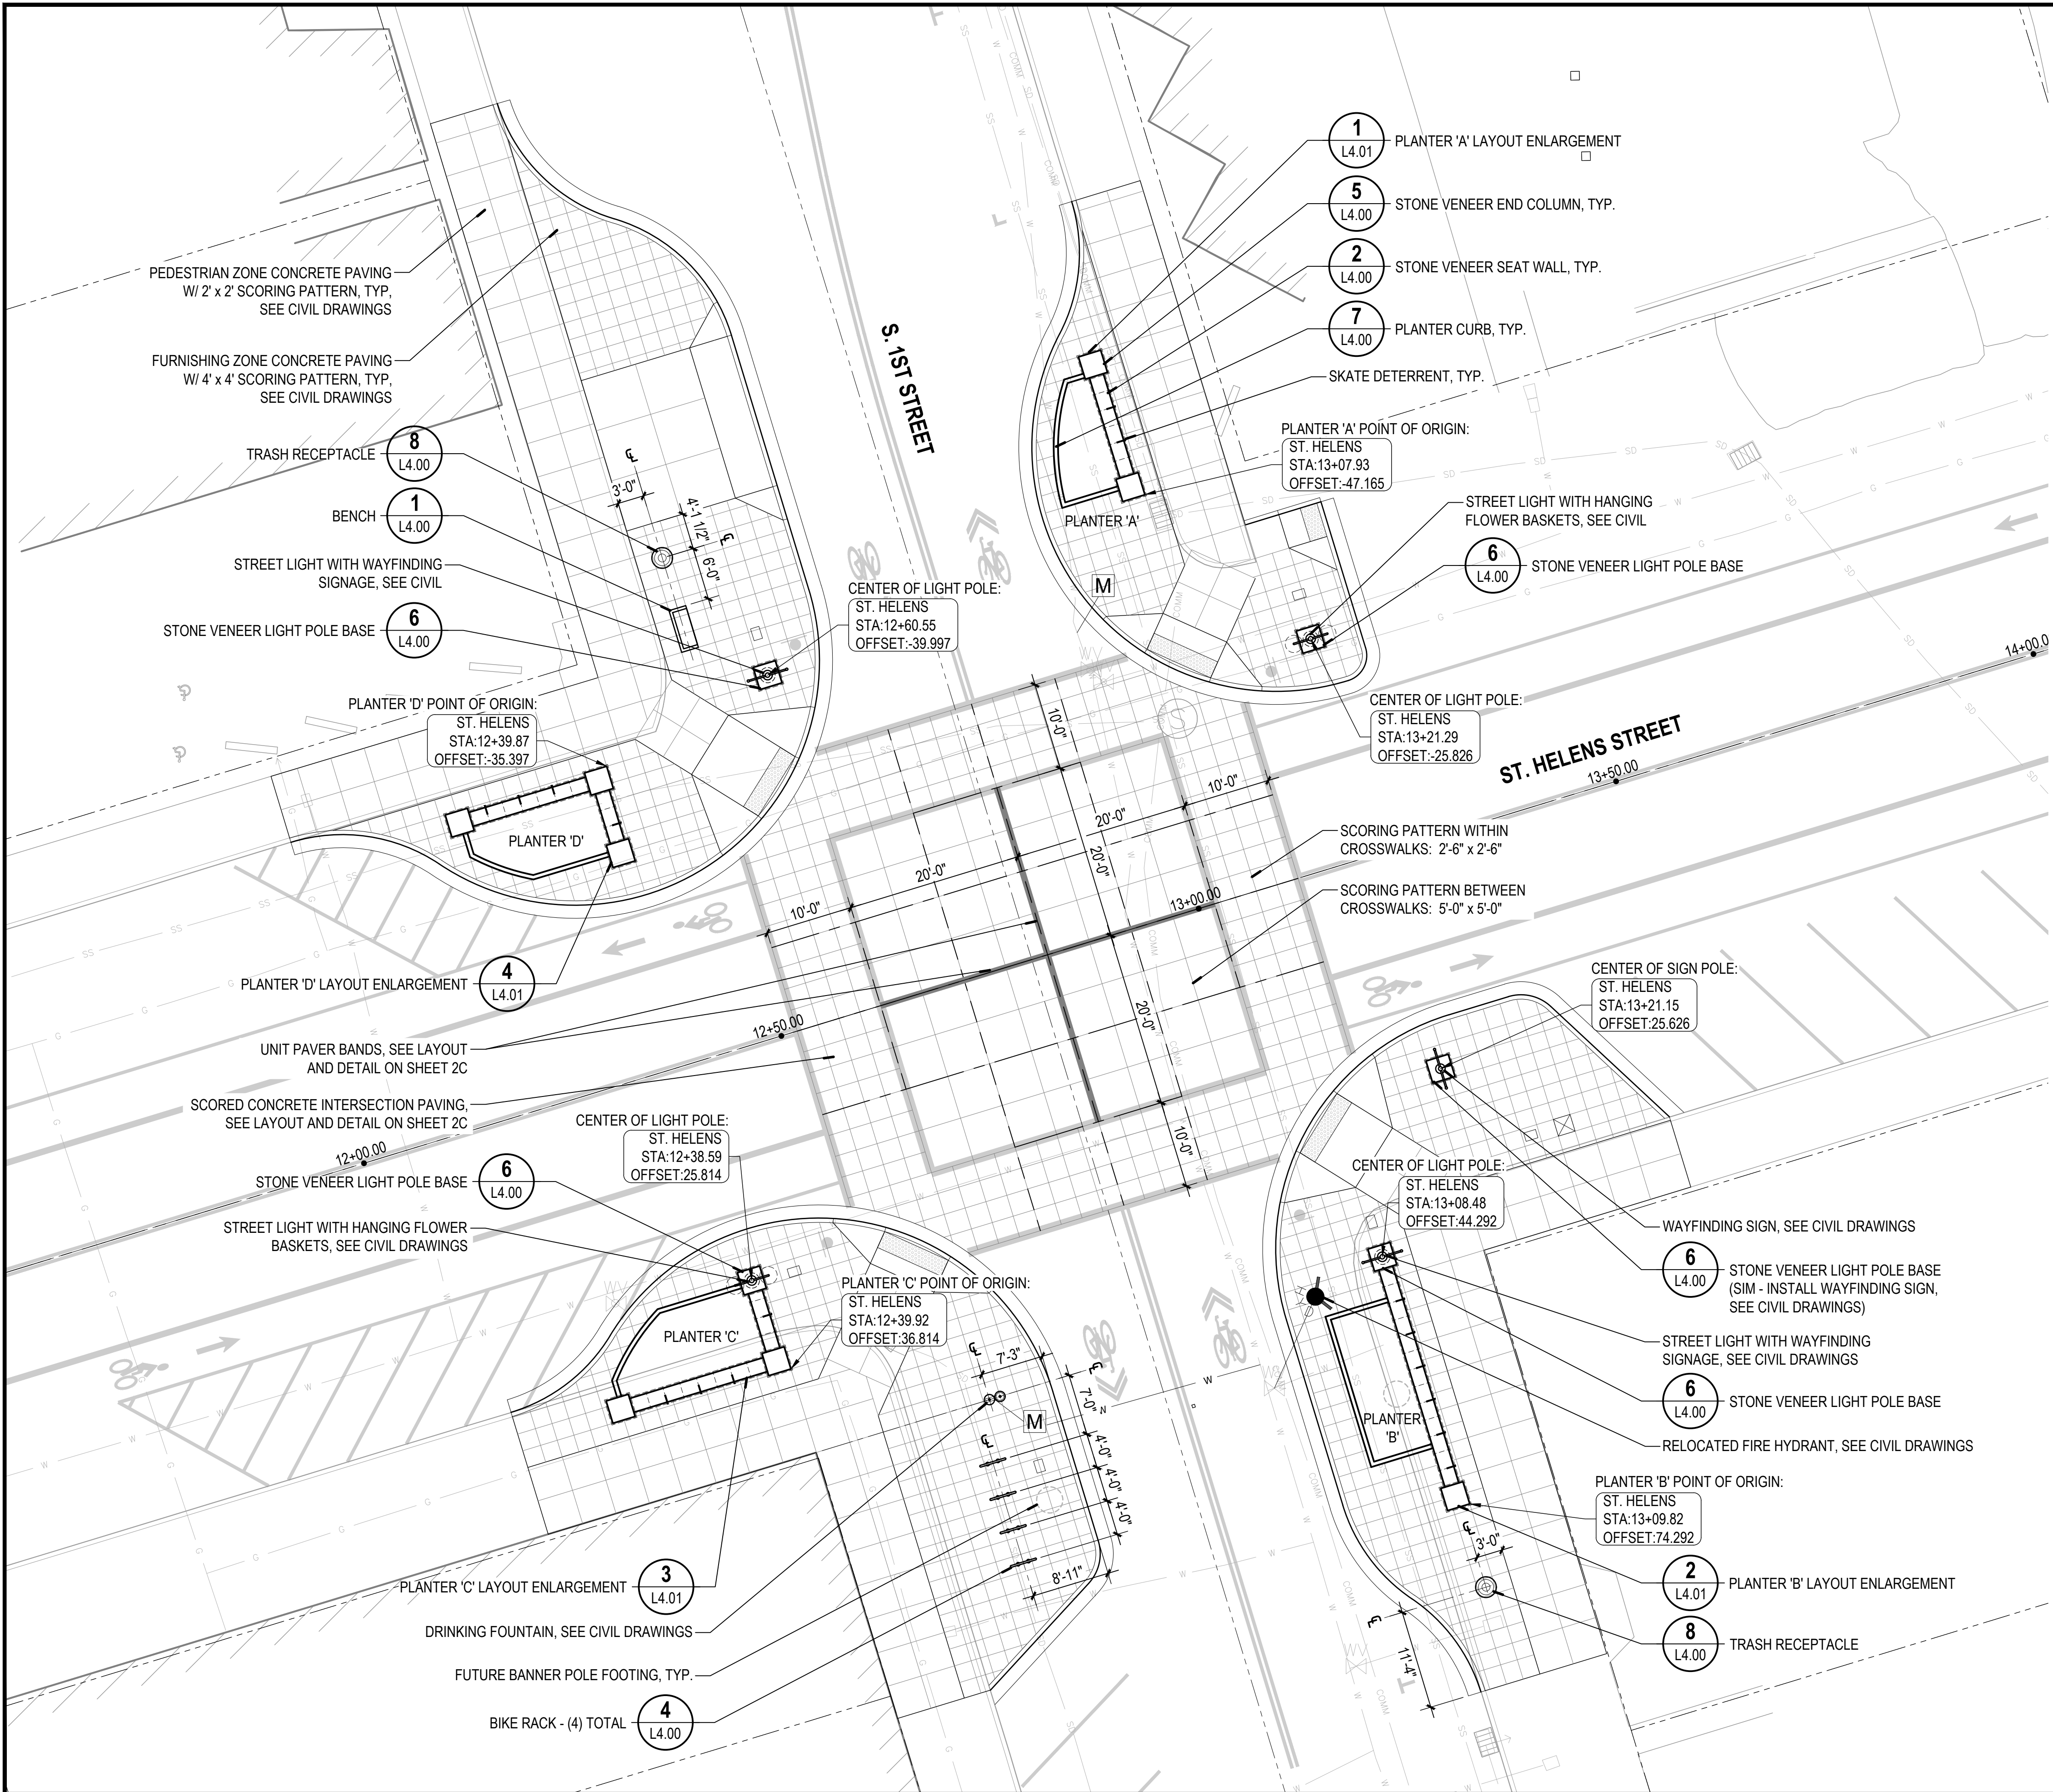 1
L4.01
PLANTER 'A' LAYOUT ENLARGEMENT
5
L4.00
STONE VENEER END COLUMN, TYP.
2
L4.00
STONE VENEER SEAT WALL, TYP.
7
L4.00
PLANTER CURB, TYP.
SKATE DETERRENT, TYP.
PLANTER 'A' POINT OF ORIGIN:
ST. HELENS
STA:13+07.93
OFFSET:-47.165
PLANTER 'A'
STREET LIGHT WITH HANGING
FLOWER BASKETS, SEE CIVIL
6
L4.00
STONE VENEER LIGHT POLE BASE
M
CENTER OF LIGHT POLE:
ST. HELENS
STA:13+21.29
OFFSET:-25.826
PEDESTRIAN ZONE CONCRETE PAVING
W/ 2' x 2' SCORING PATTERN, TYP,
SEE CIVIL DRAWINGS
FURNISHING ZONE CONCRETE PAVING
W/ 4' x 4' SCORING PATTERN, TYP,
SEE CIVIL DRAWINGS
TRASH RECEPTACLE
8
L4.00
BENCH
1
L4.00
STREET LIGHT WITH WAYFINDING
SIGNAGE, SEE CIVIL
STONE VENEER LIGHT POLE BASE
6
L4.00
3'-0"
4'-1 1/2"
6'-0"
CENTER OF LIGHT POLE:
ST. HELENS
STA:12+60.55
OFFSET:-39.997
S. 1ST STREET
PLANTER 'D' POINT OF ORIGIN:
ST. HELENS
STA:12+39.87
OFFSET:-35.397
PLANTER 'D'
PLANTER 'D' LAYOUT ENLARGEMENT
4
L4.01
UNIT PAVER BANDS, SEE LAYOUT
AND DETAIL ON SHEET 2C
SCORED CONCRETE INTERSECTION PAVING,
SEE LAYOUT AND DETAIL ON SHEET 2C
10'-0"
20'-0"
20'-0"
10'-0"
10'-0"
20'-0"
20'-0"
10'-0"
12+00.00
12+50.00
13+00.00
13+50.00
14+00.0
ST. HELENS STREET
SCORING PATTERN WITHIN
CROSSWALKS: 2'-6" x 2'-6"
SCORING PATTERN BETWEEN
CROSSWALKS: 5'-0" x 5'-0"
CENTER OF SIGN POLE:
ST. HELENS
STA:13+21.15
OFFSET:25.626
CENTER OF LIGHT POLE:
ST. HELENS
STA:12+38.59
OFFSET:25.814
STONE VENEER LIGHT POLE BASE
6
L4.00
STREET LIGHT WITH HANGING FLOWER
BASKETS, SEE CIVIL DRAWINGS
PLANTER 'C'
PLANTER 'C' POINT OF ORIGIN:
ST. HELENS
STA:12+39.92
OFFSET:36.814
7'-3"
7'-0"
4'-0"
4'-0"
4'-0"
8'-11"
M
PLANTER 'C' LAYOUT ENLARGEMENT
3
L4.01
DRINKING FOUNTAIN, SEE CIVIL DRAWINGS
FUTURE BANNER POLE FOOTING, TYP.
BIKE RACK - (4) TOTAL
4
L4.00
CENTER OF LIGHT POLE:
ST. HELENS
STA:13+08.48
OFFSET:44.292
WAYFINDING SIGN, SEE CIVIL DRAWINGS
6
L4.00
STONE VENEER LIGHT POLE BASE
(SIM - INSTALL WAYFINDING SIGN,
SEE CIVIL DRAWINGS)
STREET LIGHT WITH WAYFINDING
SIGNAGE, SEE CIVIL DRAWINGS
6
L4.00
STONE VENEER LIGHT POLE BASE
RELOCATED FIRE HYDRANT, SEE CIVIL DRAWINGS
PLANTER
'B'
PLANTER 'B' POINT OF ORIGIN:
ST. HELENS
STA:13+09.82
OFFSET:74.292
3'-0"
11'-4"
2
L4.01
PLANTER 'B' LAYOUT ENLARGEMENT
8
L4.00
TRASH RECEPTACLE